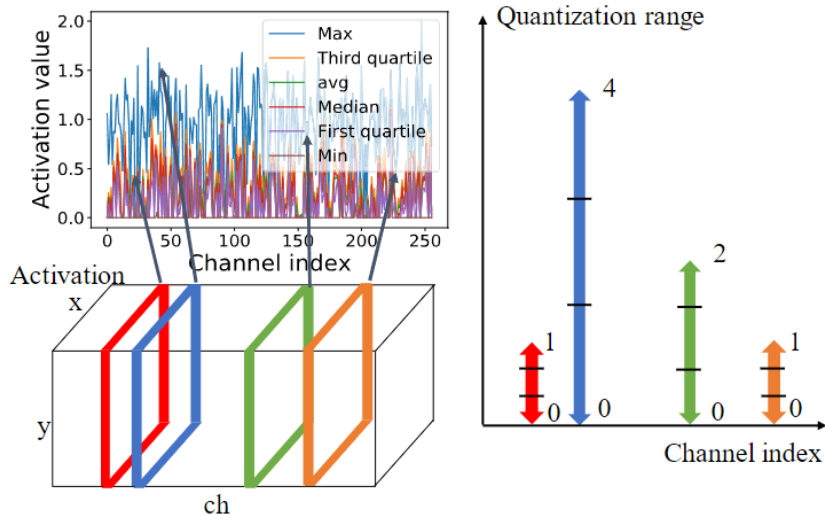 2.0
1.5
1.0
0.5
0.0
Activation value
Max
Third quartile
avg
Median
First quartile
Min
0 50 100 150 200 250
Channel index
Activation
x
y
ch
Quantization range
4
2
1
1
0
0
0
0
Channel index